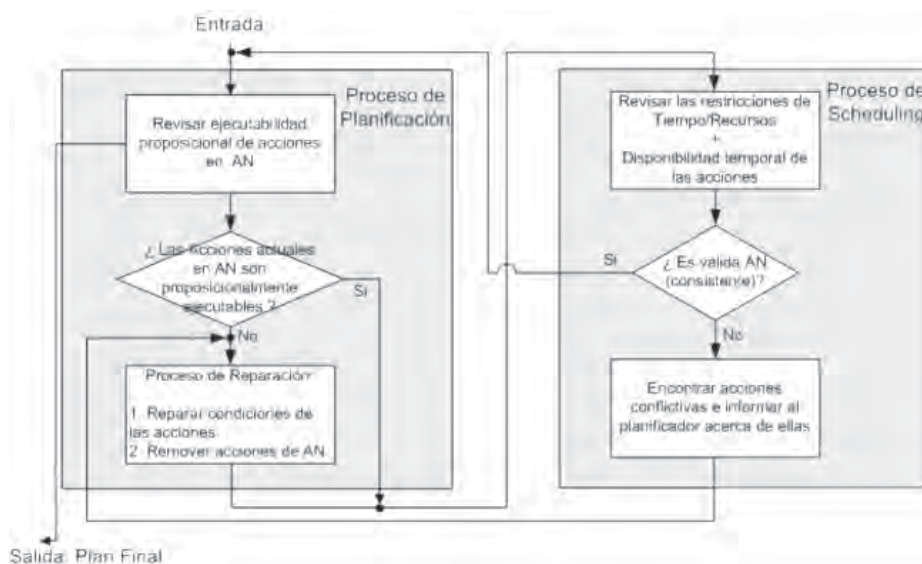 Entrada
Proceso de
Planificación
Revisar ejecutabilidad
proposicional de acciones
en AN
¿ Las acciones actuales
en AN son
proposicionalmente
ejecutables ?
Si
No
Proceso de Reparación
1. Reparar condiciones de
las acciones
2. Remover acciones de AN
Salida: Plan Final
Proceso de
Scheduling
Revisar las restricciones de
Tiempo/Recursos
+
Disponibilidad temporal de
las acciones
¿ Es válida AN
(consistente)?
Si
No
Encontrar acciones
conflictivas e informar al
planificador acerca de ellas